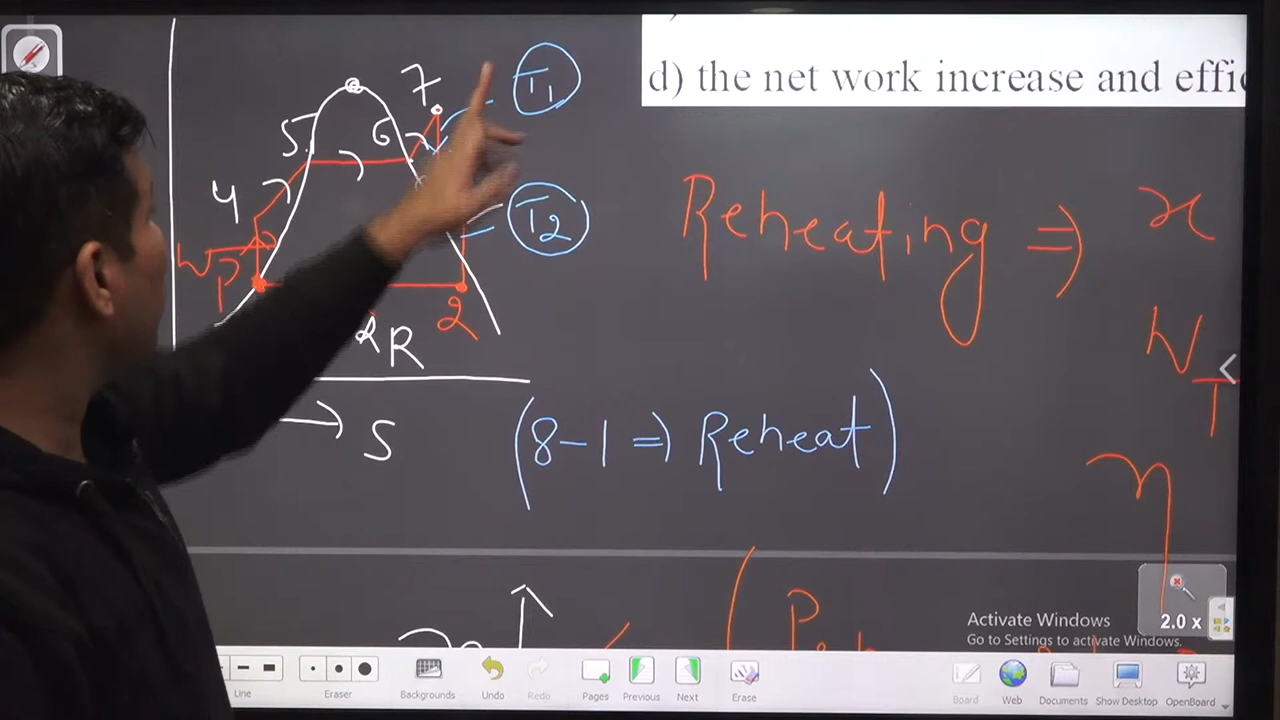 d) the net work increase and effic
7
T1
5
6
4
T2
Wp
2
R
S
Reheating ⇒ x
WT
η
(8-1 ⇒ Reheat)
2.0 x
Activate Windows
Go to Settings to activate Windows.
Line
Eraser
Backgrounds
Undo
Redo
Pages
Previous
Next
Erase
Board
Web
Documents
Show Desktop
OpenBoard